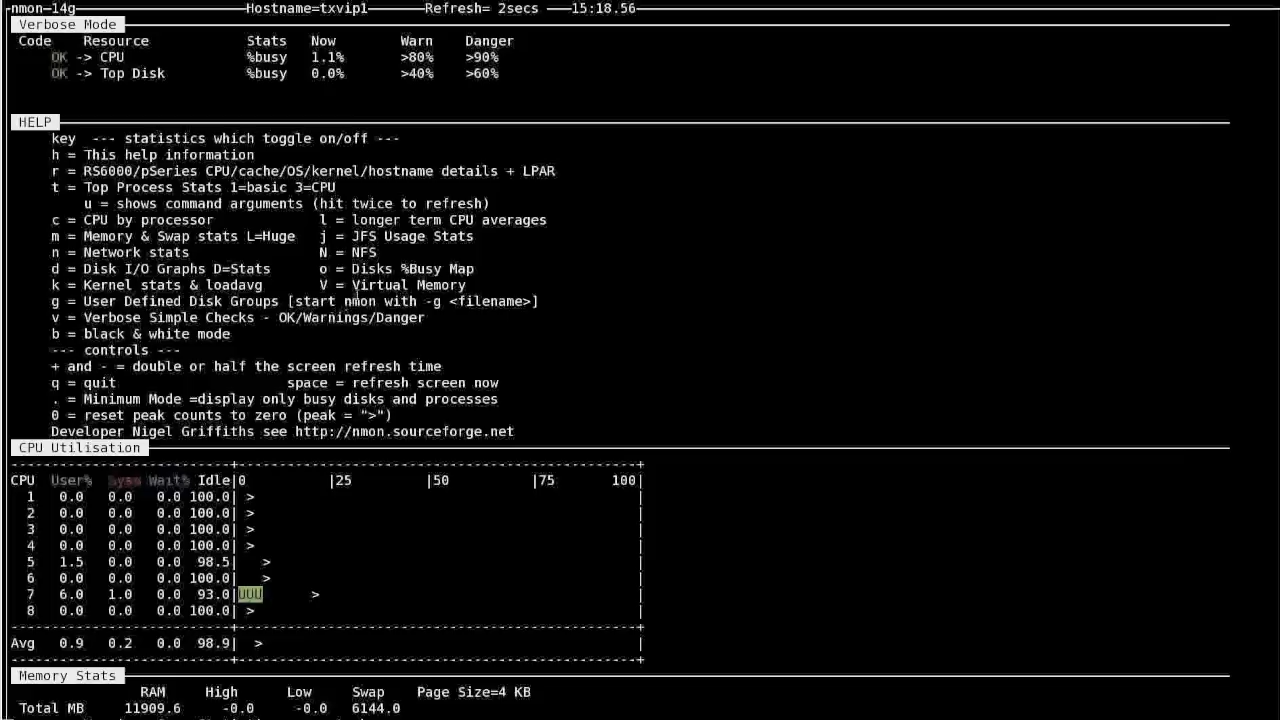 nmon-14g Hostname=txvip1 Refresh= 2secs 15:18.56
Verbose Mode
Code Resource Stats Now Warn Danger
OK -> CPU %busy 1.1% >80% >90%
OK -> Top Disk %busy 0.0% >40% >60%
HELP
key --- statistics which toggle on/off ---
h = This help information
r = RS6000/pSeries CPU/cache/OS/kernel/hostname details + LPAR
t = Top Process Stats 1=basic 3=CPU
u = shows command arguments (hit twice to refresh)
c = CPU by processor l = longer term CPU averages
m = Memory & Swap stats L=Huge j = JFS Usage Stats
n = Network stats N = NFS
d = Disk I/O Graphs D=Stats o = Disks %Busy Map
k = Kernel stats & loadavg V = Virtual Memory
g = User Defined Disk Groups [start nmon with -g <filename>]
v = Verbose Simple Checks - OK/Warnings/Danger
b = black & white mode
--- controls ---
+ and - = double or half the screen refresh time
q = quit space = refresh screen now
. = Minimum Mode =display only busy disks and processes
0 = reset peak counts to zero (peak = ">")
Developer Nigel Griffiths see http://nmon.sourceforge.net
CPU Utilisation
CPU User% Sys% Wait% Idle|0 |25 |50 |75 100|
1 0.0 0.0 0.0 100.0| > |
2 0.0 0.0 0.0 100.0| > |
3 0.0 0.0 0.0 100.0| > |
4 0.0 0.0 0.0 100.0| > |
5 1.5 0.0 0.0 98.5| > |
6 0.0 0.0 0.0 100.0| > |
7 6.0 1.0 0.0 93.0|UUU > |
8 0.0 0.0 0.0 100.0| > |
Avg 0.9 0.2 0.0 98.9| > |
Memory Stats
RAM High Low Swap Page Size=4 KB
Total MB 11909.6 -0.0 -0.0 6144.0